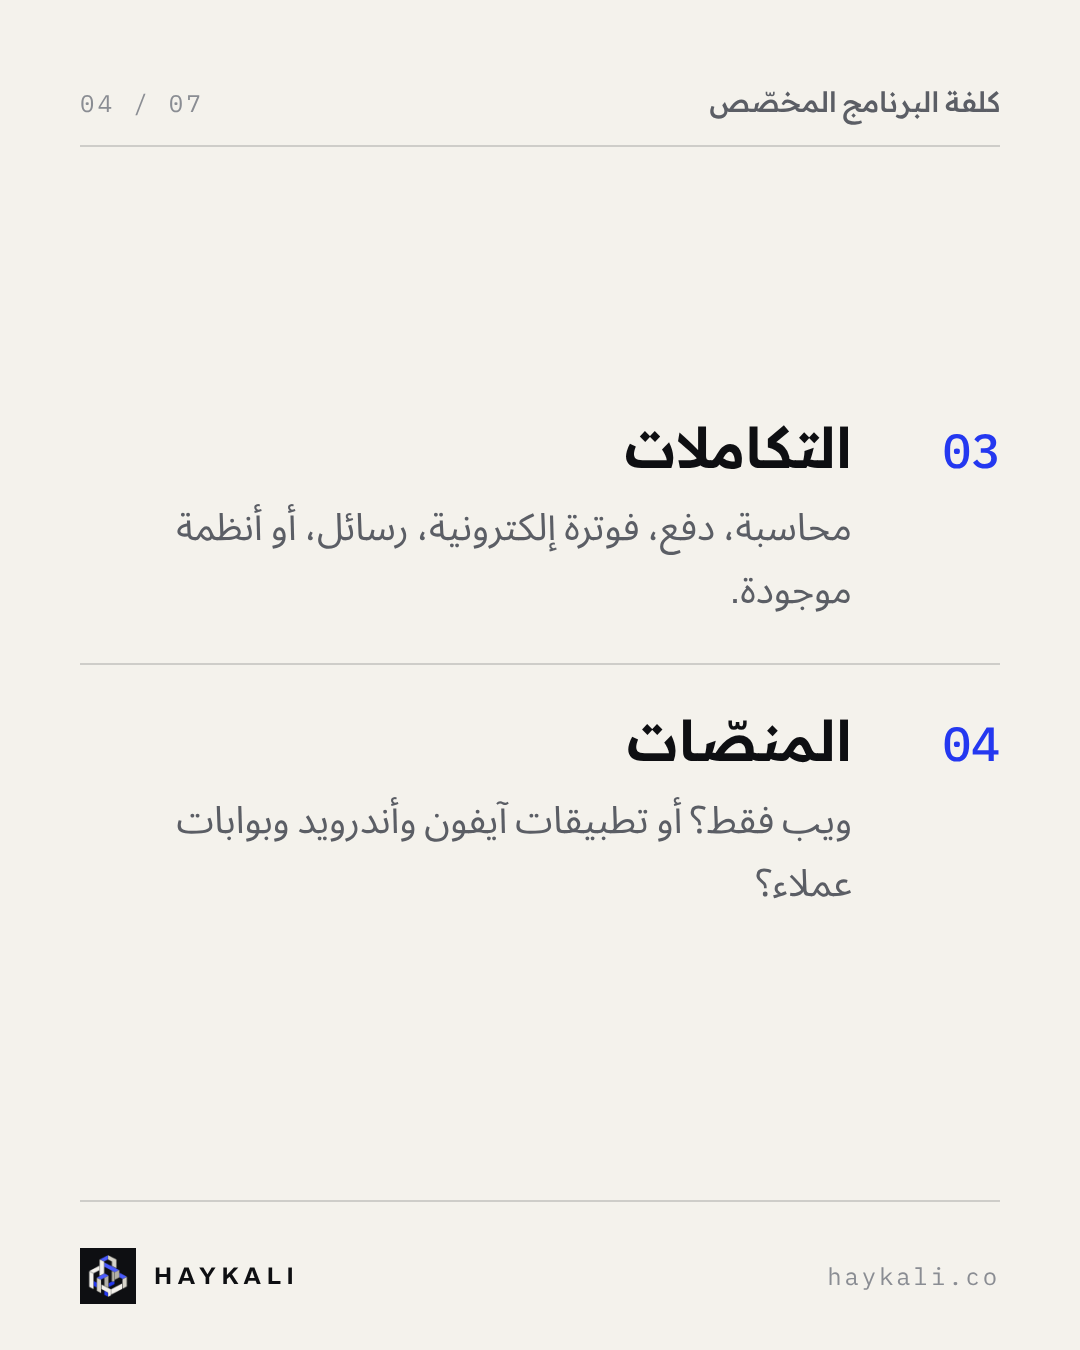 كلفة البرنامج المخصّص
04 / 07
03
التكاملات
محاسبة، دفع، فوترة إلكترونية، رسائل، أو أنظمة
موجودة.
04
المنصّات
ويب فقط؟ أو تطبيقات آيفون وأندرويد وبوابات
عملاء؟
HAYKALI
haykali.co